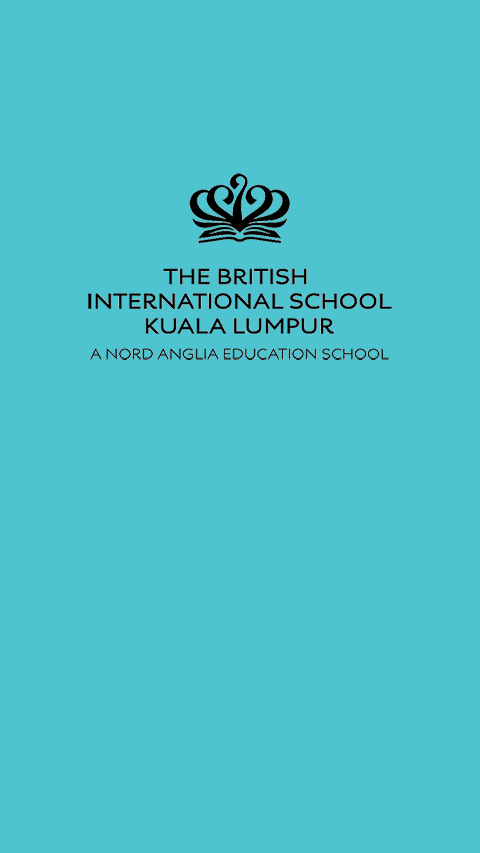 THE BRITISH
INTERNATIONAL SCHOOL
KUALA LUMPUR
A NORD ANGLIA EDUCATION SCHOOL